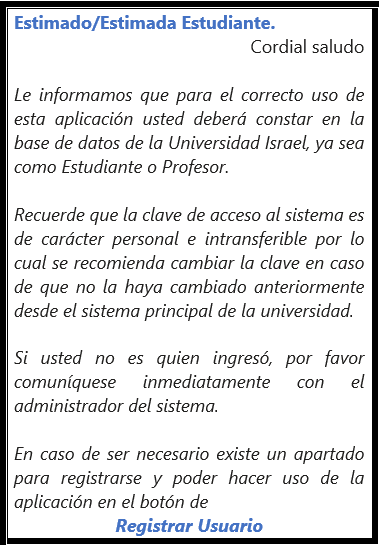 Estimado/Estimada Estudiante.
Cordial saludo
Le informamos que para el correcto uso de
esta aplicación usted deberá constar en la
base de datos de la Universidad Israel, ya sea
como Estudiante o Profesor.
Recuerde que la clave de acceso al sistema es
de carácter personal e intransferible por lo
cual se recomienda cambiar la clave en caso
de que no la haya cambiado anteriormente
desde el sistema principal de la universidad.
Si usted no es quien ingresó, por favor
comuníquese inmediatamente con el
administrador del sistema.
En caso de ser necesario existe un apartado
para registrarse y poder hacer uso de la
aplicación en el botón de
Registrar Usuario